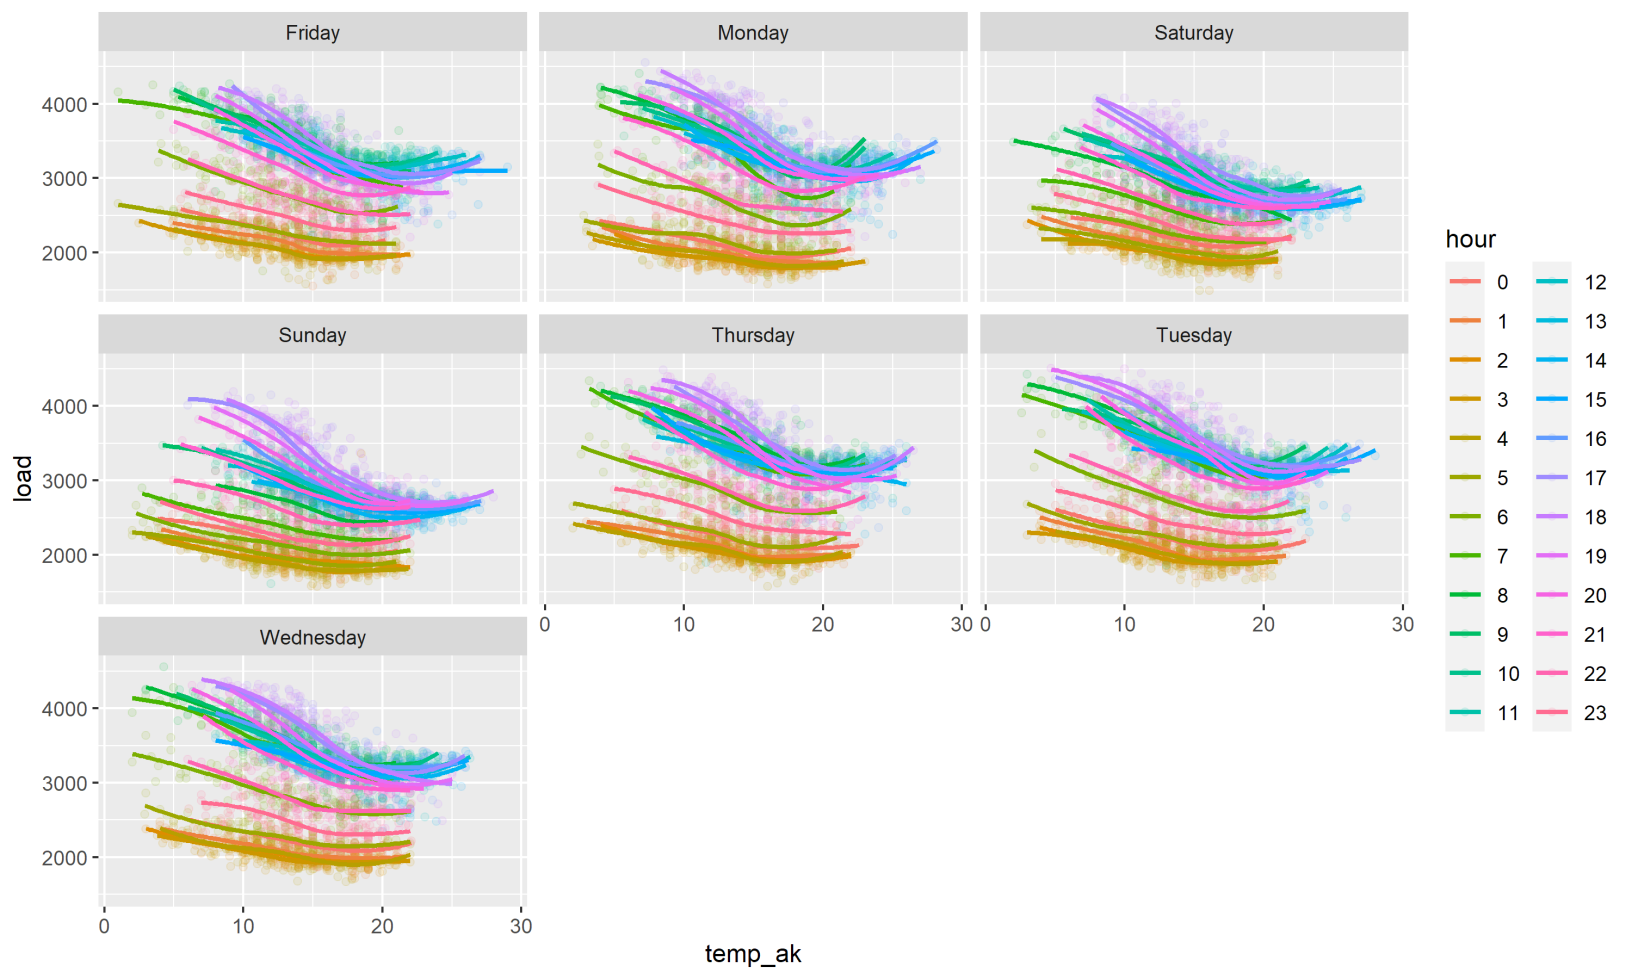 Friday Monday Saturday
4000
3000
2000
Sunday Thursday Tuesday
4000
3000
2000
0 10 20 30 0 10 20 30
Wednesday
4000
3000
2000
0 10 20 30
load
temp_ak
hour
0 12
1 13
2 14
3 15
4 16
5 17
6 18
7 19
8 20
9 21
10 22
11 23